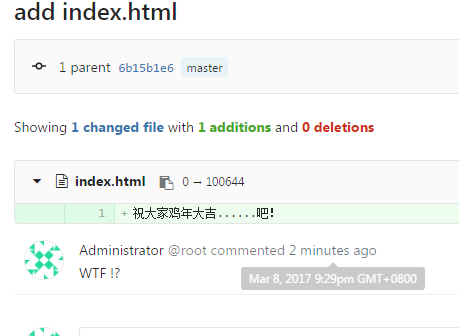 add index.html
1 parent 6b15b1e6 master
Showing 1 changed file with 1 additions and 0 deletions
index.html 0 → 100644
1 + 祝大家鸡年大吉......吧!
Administrator @root commented 2 minutes ago
WTF !?
Mar 8, 2017 9:29pm GMT+0800